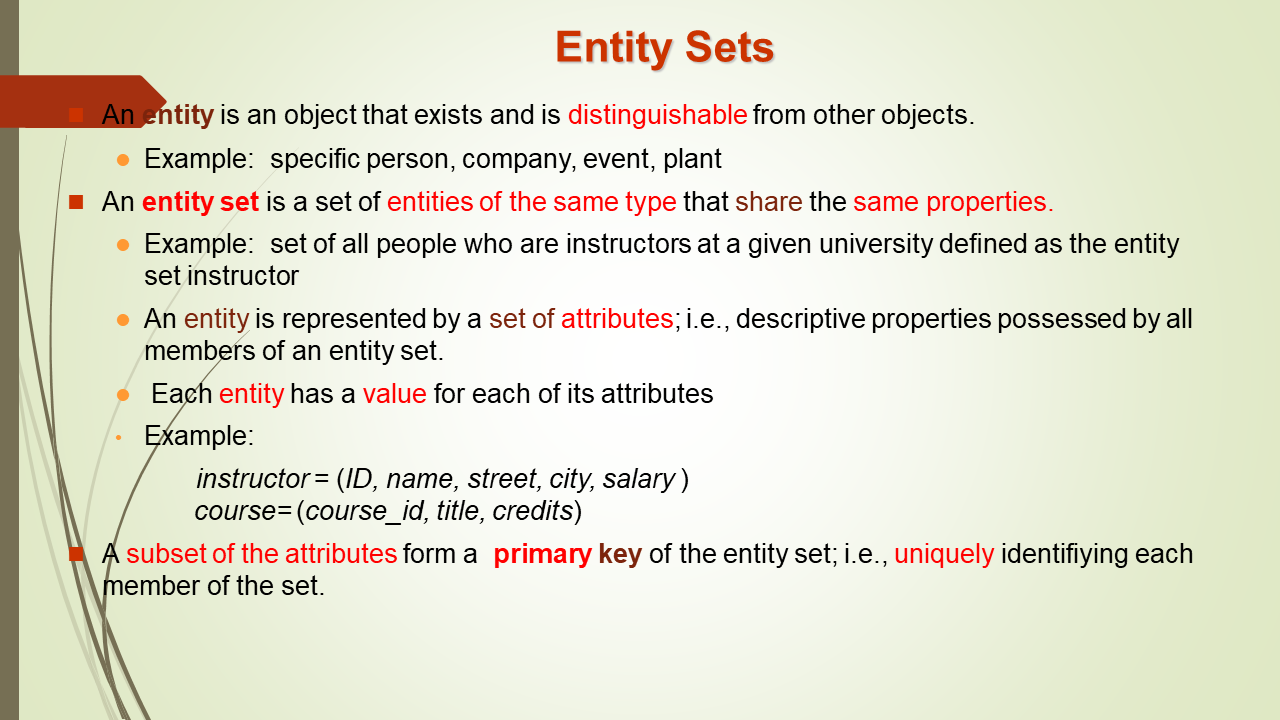 Entity Sets
An entity is an object that exists and is distinguishable from other objects.
Example: specific person, company, event, plant
An entity set is a set of entities of the same type that share the same properties.
Example: set of all people who are instructors at a given university defined as the entity
set instructor
An entity is represented by a set of attributes; i.e., descriptive properties possessed by all
members of an entity set.
Each entity has a value for each of its attributes
Example:
instructor = (ID, name, street, city, salary )
course= (course_id, title, credits)
A subset of the attributes form a primary key of the entity set; i.e., uniquely identifiying each
member of the set.